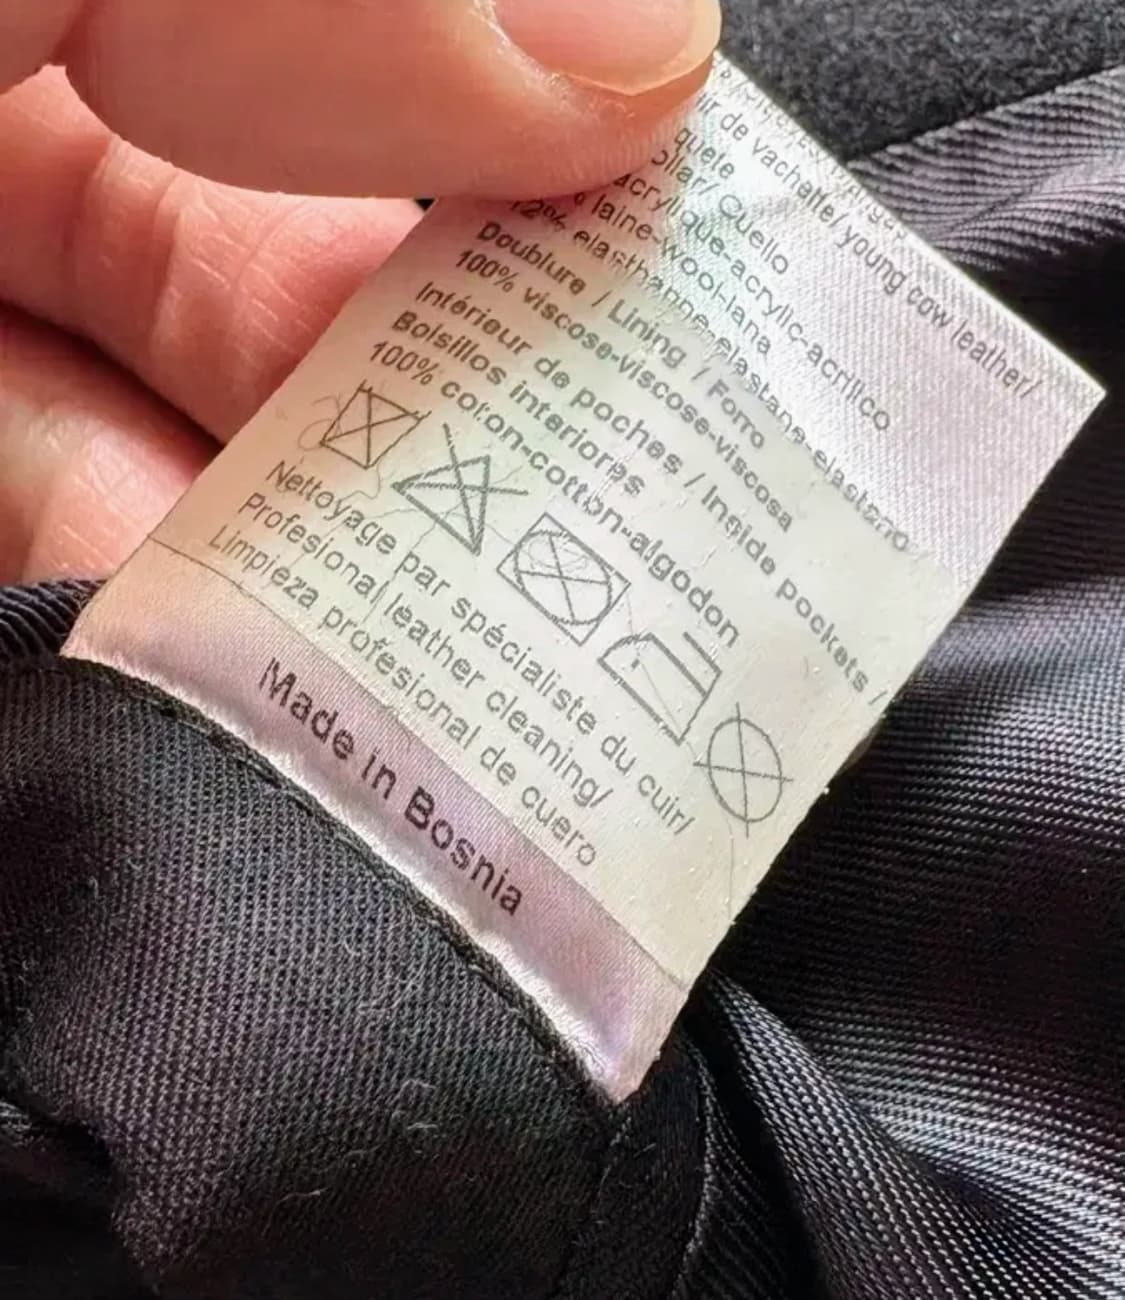 de vachette/ young cow leather/
quete
Cuello
acrylique-acrylic-acrilico
laine-wool-lana
elasthanne-elastane-elastano
Doublure / Lining / Forro
100% viscose-viscose-viscosa
Intérieur de poches / Inside pockets /
Bolsillos interiores
100% coton-cotton-algodon
Nettoyage par spécialiste du cuir/
Profesional leather cleaning/
Limpieza profesional de cuero
Made in Bosnia